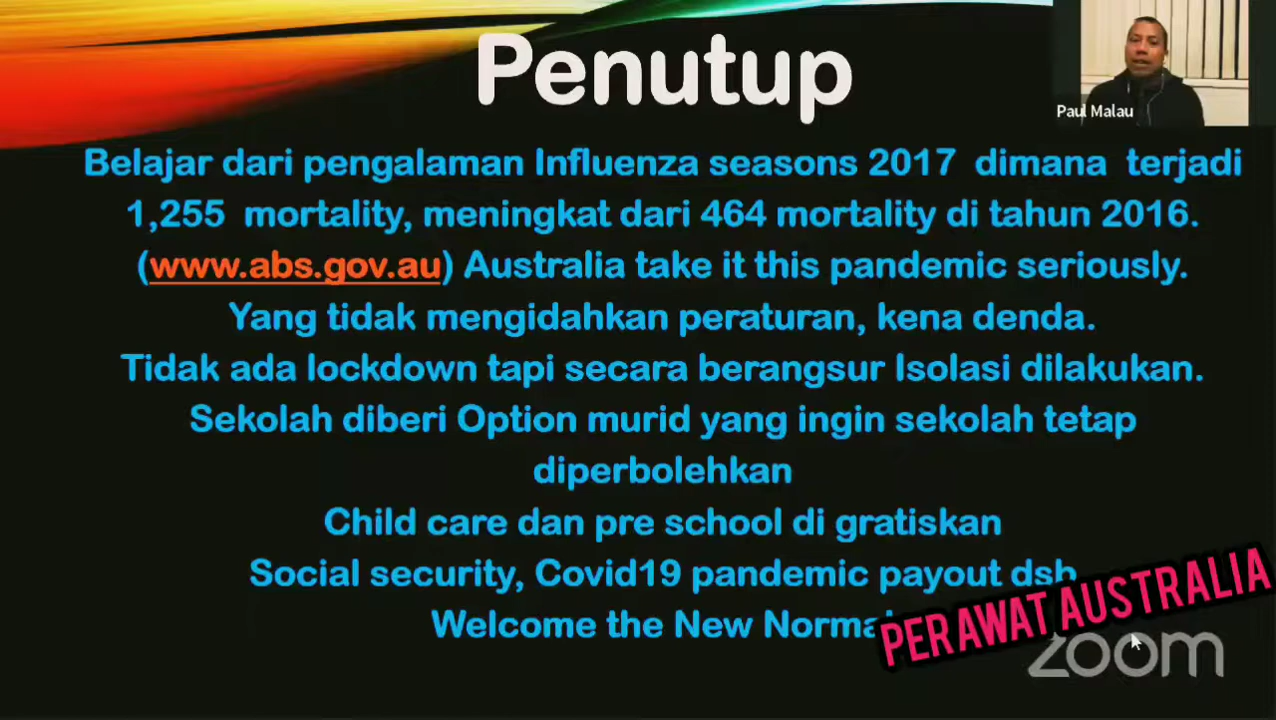 Penutup
Paul Malau
Belajar dari pengalaman Influenza seasons 2017 dimana terjadi
1,255 mortality, meningkat dari 464 mortality di tahun 2016.
(www.abs.gov.au) Australia take it this pandemic seriously.
Yang tidak mengidahkan peraturan, kena denda.
Tidak ada lockdown tapi secara berangsur Isolasi dilakukan.
Sekolah diberi Option murid yang ingin sekolah tetap
diperbolehkan
Child care dan pre school di gratiskan
Social security, Covid19 pandemic payout dsb
Welcome the New Normal
PERAWAT AUSTRALIA
zoom